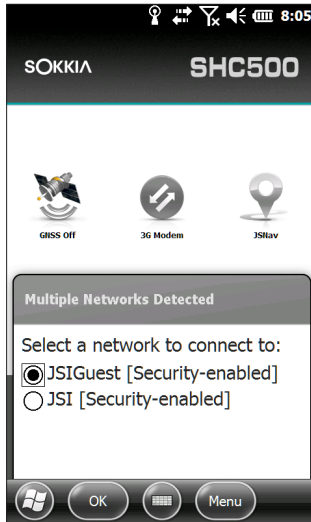 8:05
SOKKIA SHC500
GNSS Off 3G Modem JSNav
Multiple Networks Detected
Select a network to connect to:
JSIGuest [Security-enabled]
JSI [Security-enabled]
OK Menu